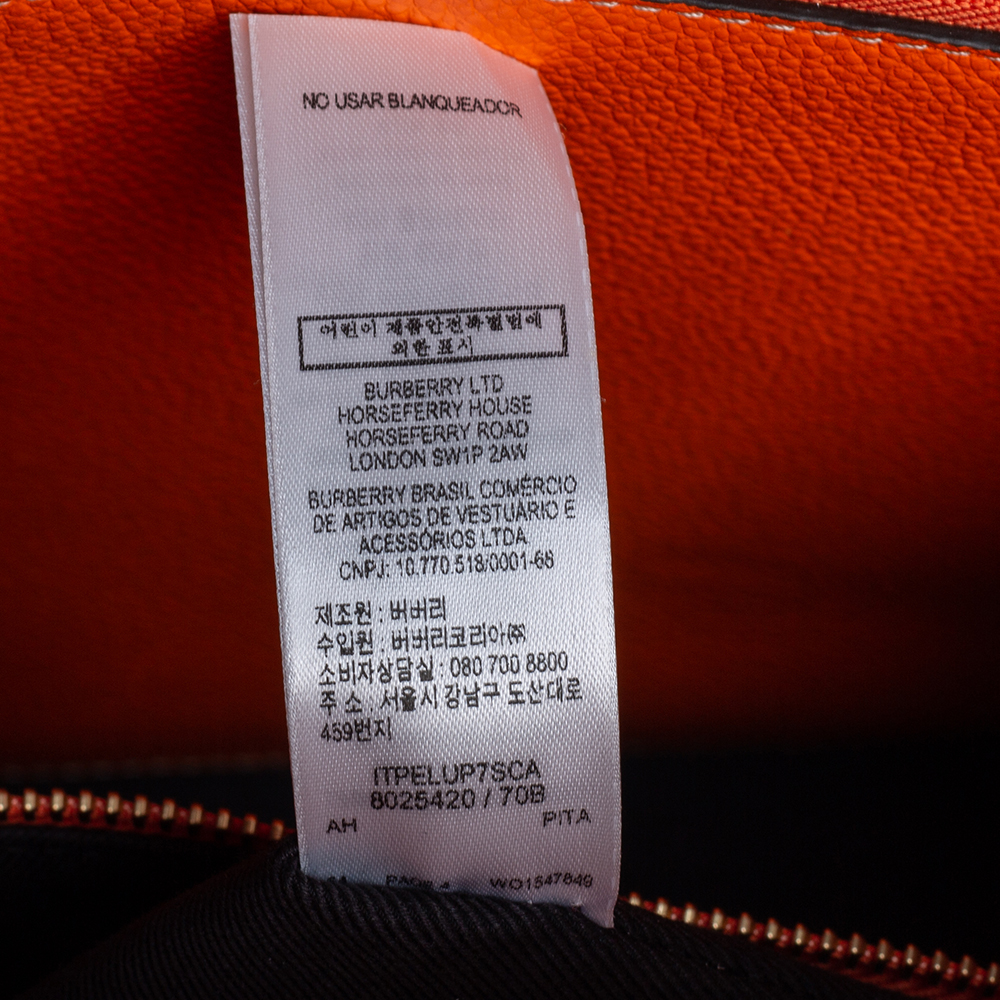 NO USAR BLANQUEADOR
어린이 제품안전특별법에
의한 표시
BURBERRY LTD
HORSEFERRY HOUSE
HORSEFERRY ROAD
LONDON SW1P 2AW
BURBERRY BRASIL COMÉRCIO
DE ARTIGOS DE VESTUÁRIO E
ACESSÓRIOS LTDA
CNPJ: 10.770.518/0001-66
제조원 : 버버리
수입원 : 버버리코리아㈜
소비자상담실 : 080 700 8800
주 소 서울시 강남구 도산대로
459번지
ITPELUP7SCA
8025420 / 70B
AH PITA
PAGE 4 WO1547849